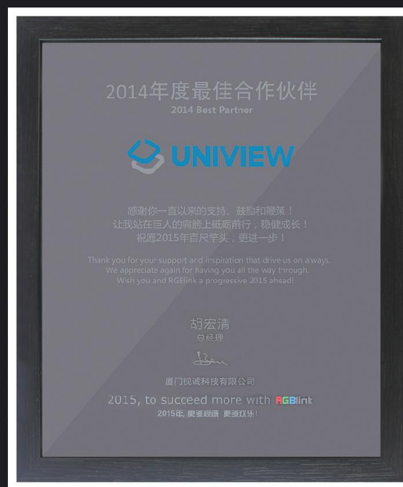 2014年度最佳合作伙伴
2014 Best Partner
UNIVIEW
感谢你一直以来的支持、鼓励和鞭策！
让我站在巨人的肩膀上砥砺前行，稳健成长！
祝愿2015年百尺竿头，更进一步！
Thank you for your support and inspiration that drive us on always.
We appreciate again for having you all the way through.
Wish you and RGBlink a progressive 2015 ahead!
胡宏清
总经理
厦门视诚科技有限公司
2015, to succeed more with RGBlink
2015年, 更多视诚 更多欢乐!